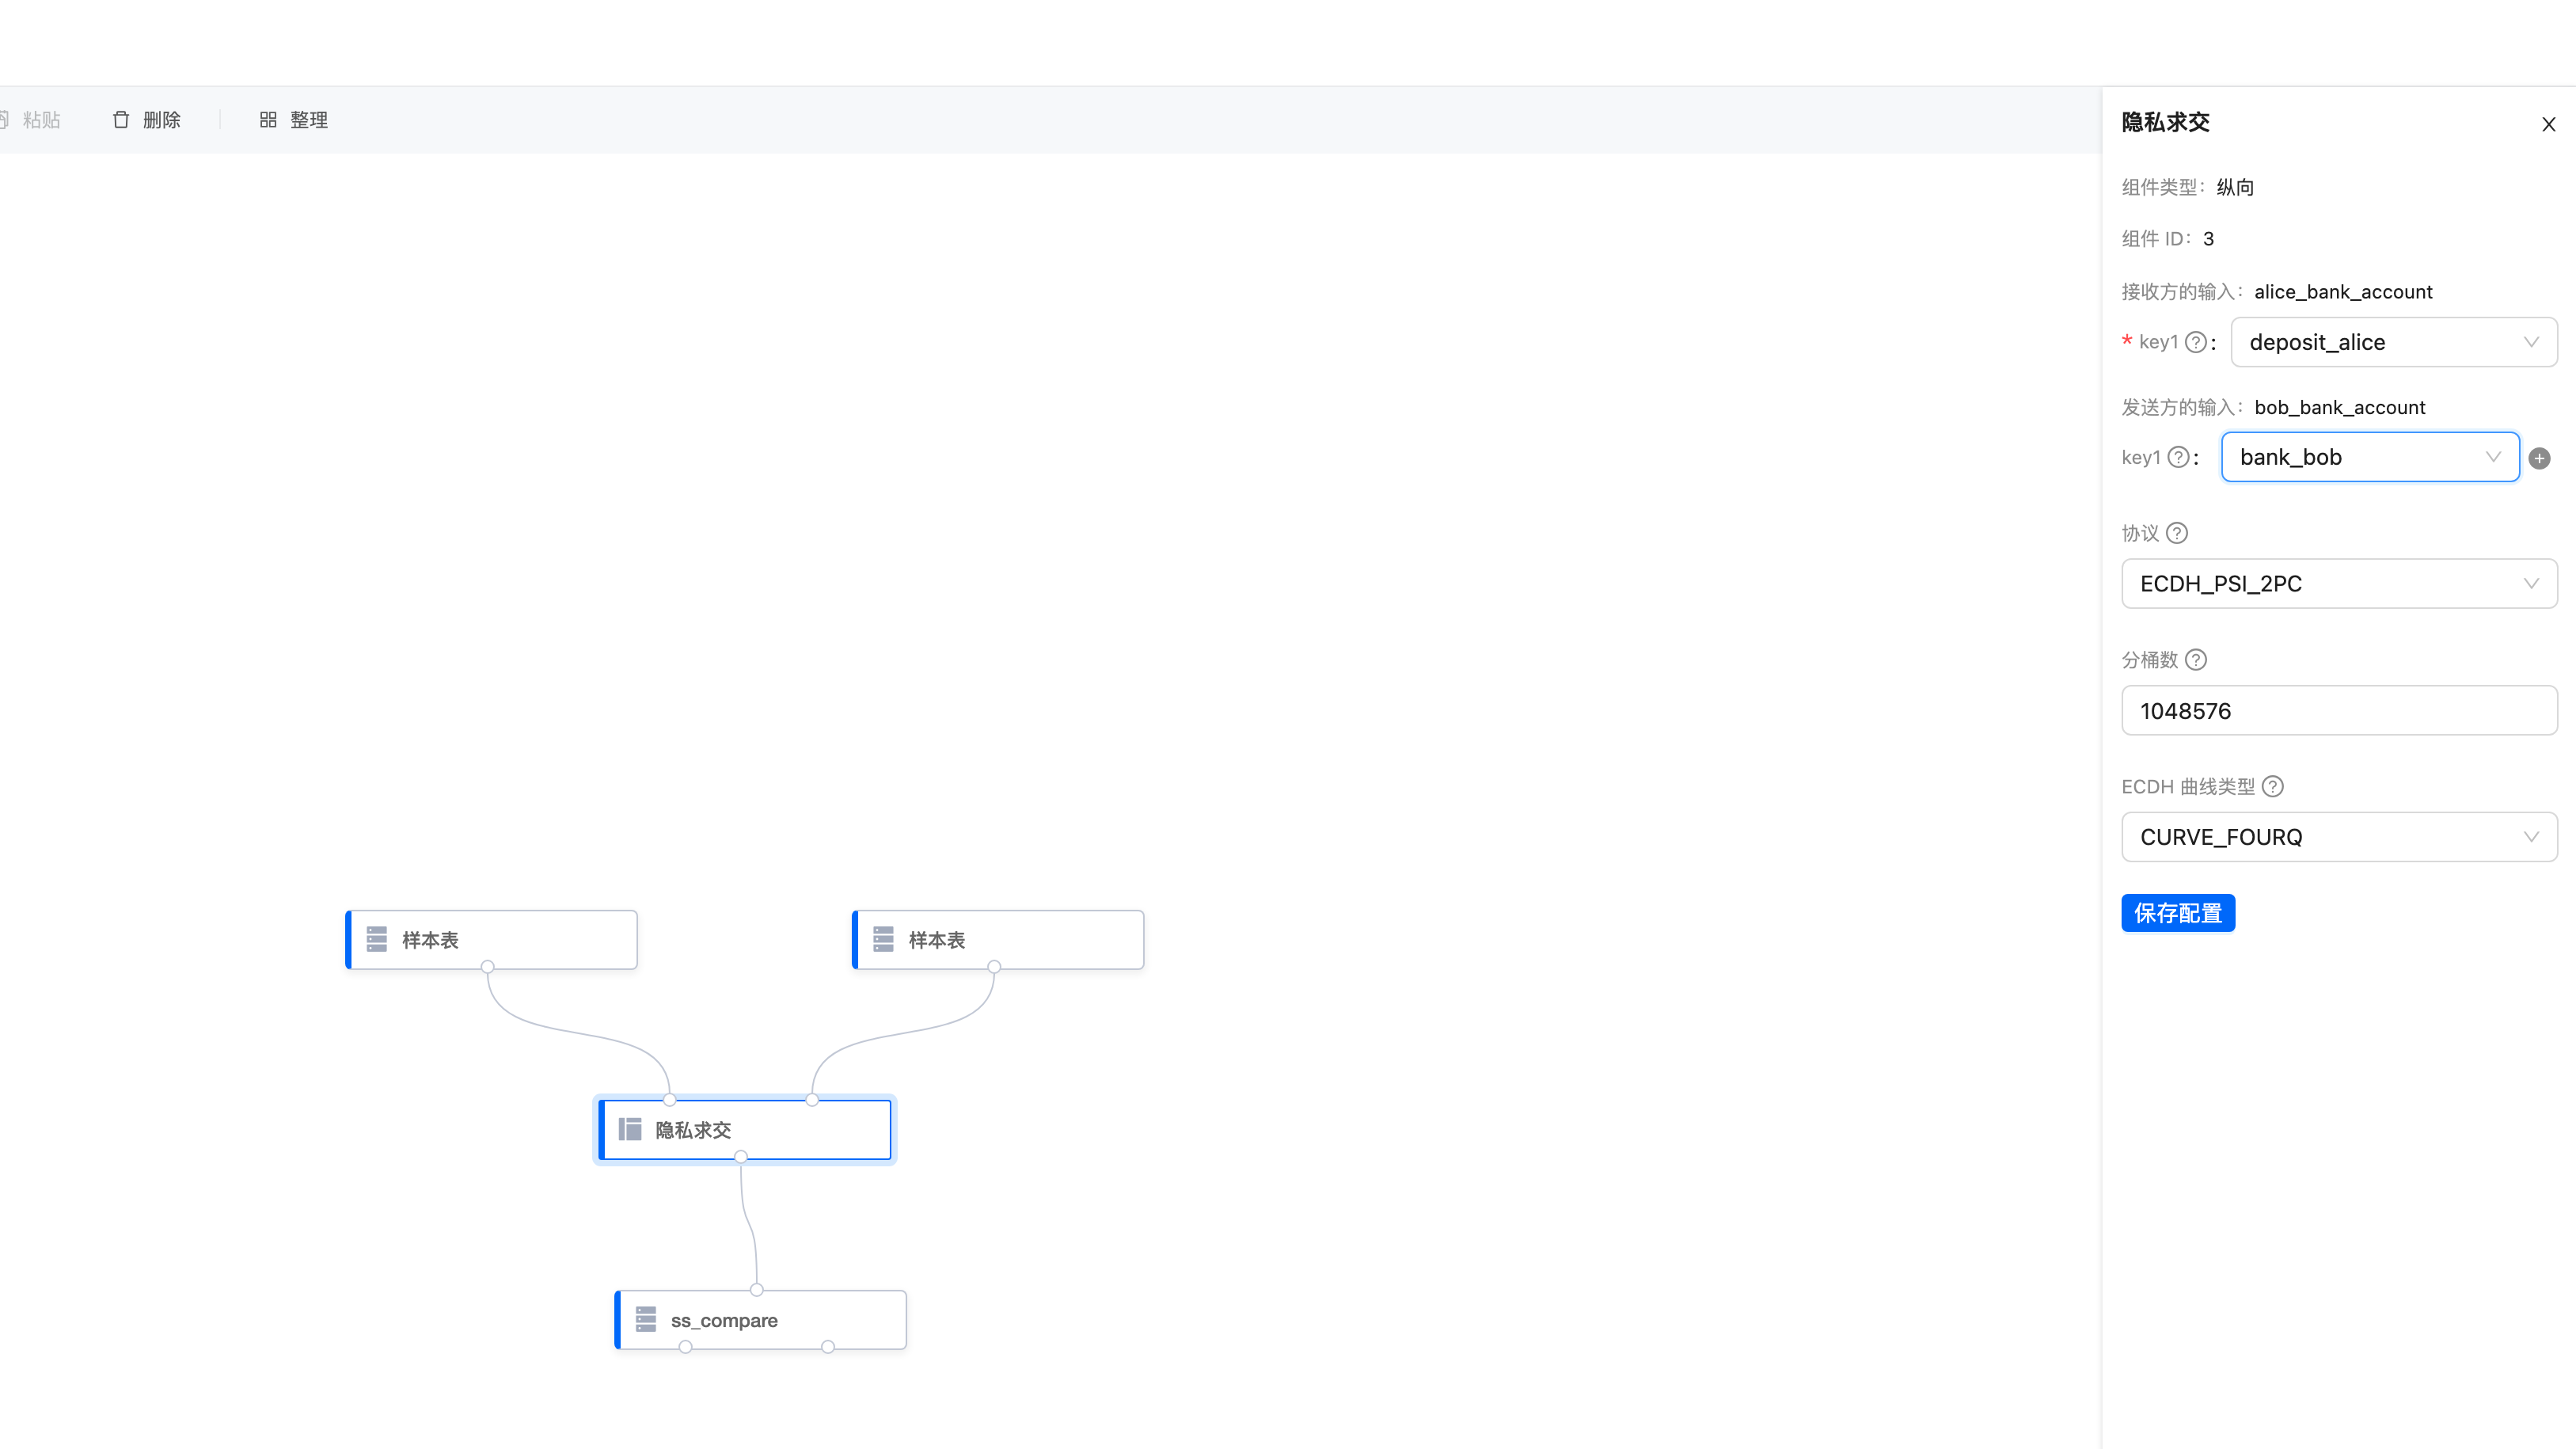 粘贴 删除 整理
隐私求交
组件类型: 纵向
组件 ID: 3
接收方的输入: alice_bank_account
* key1 ? : deposit_alice
发送方的输入: bob_bank_account
key1 ? : bank_bob
协议 ?
ECDH_PSI_2PC
分桶数 ?
1048576
ECDH 曲线类型 ?
CURVE_FOURQ
保存配置
样本表 样本表
隐私求交
ss_compare